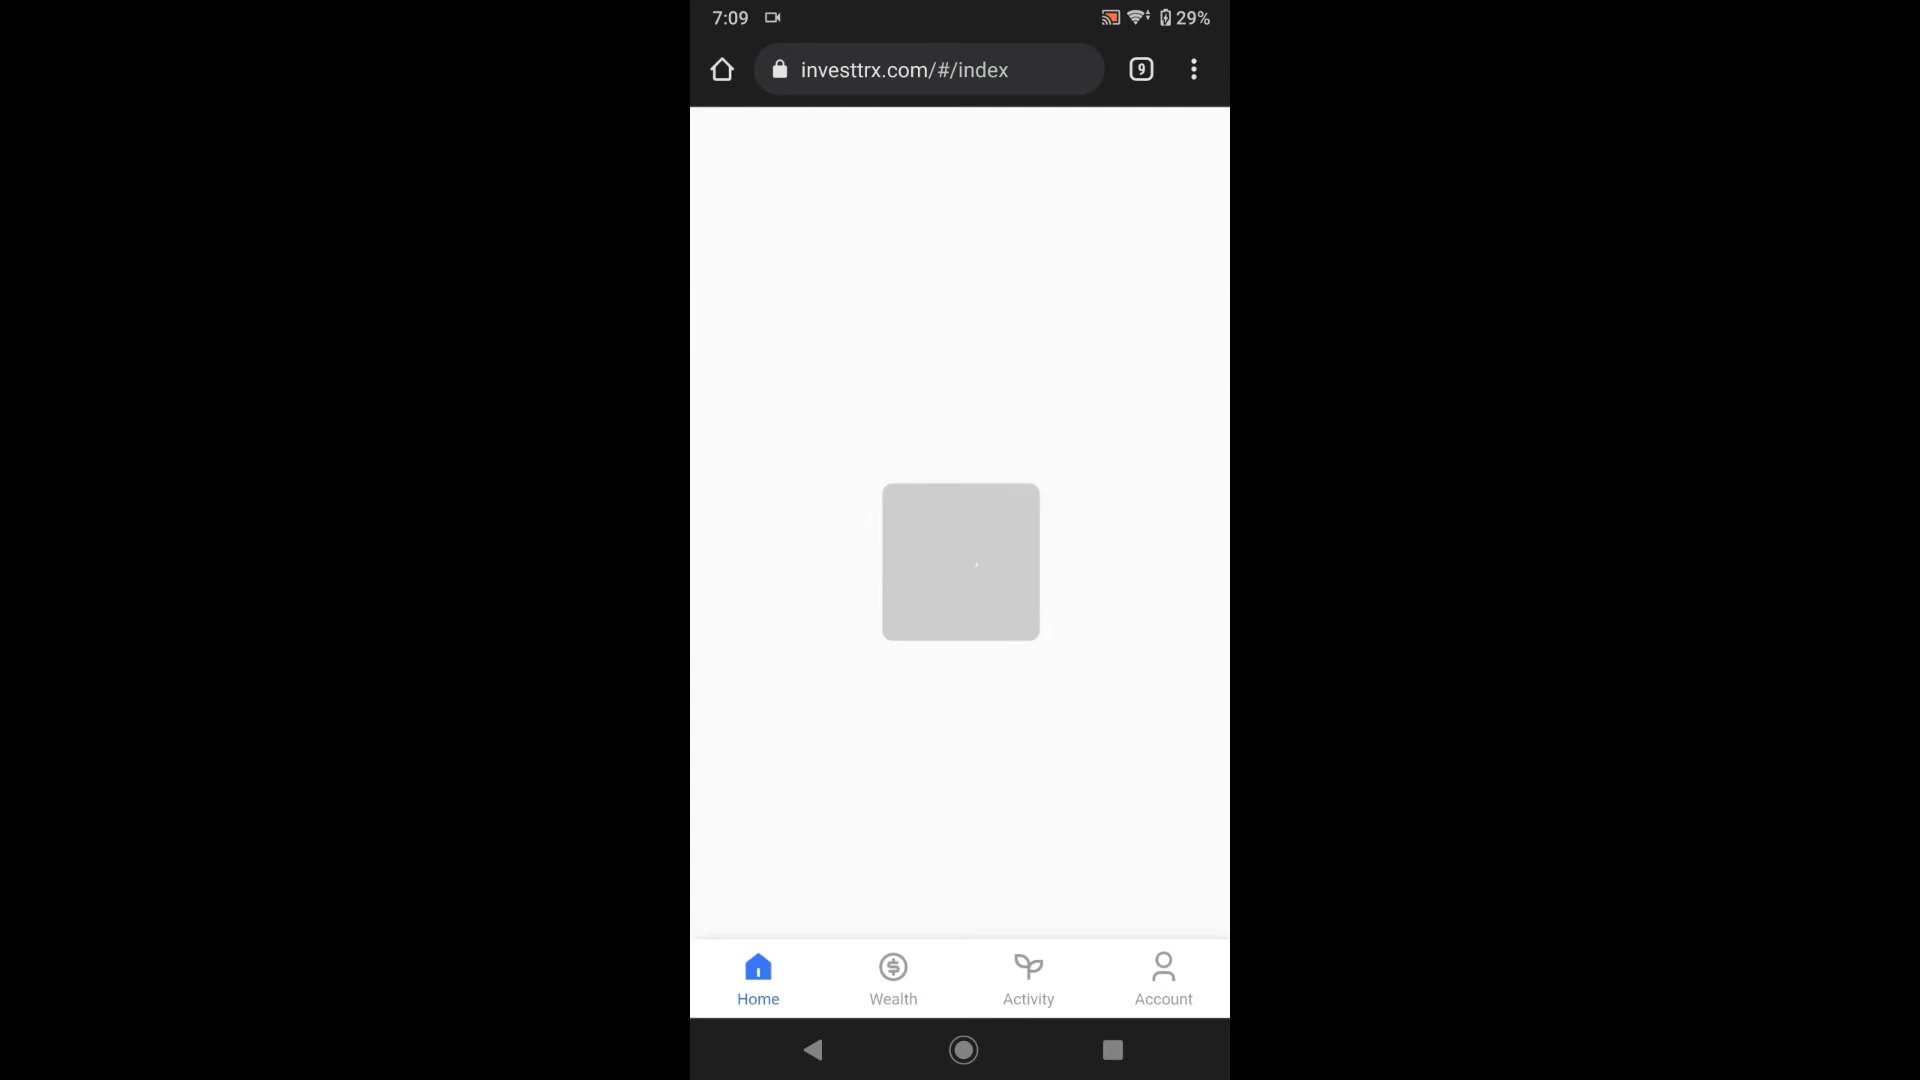 7:09
29%
investtrx.com/#/index
9
Home
Wealth
Activity
Account